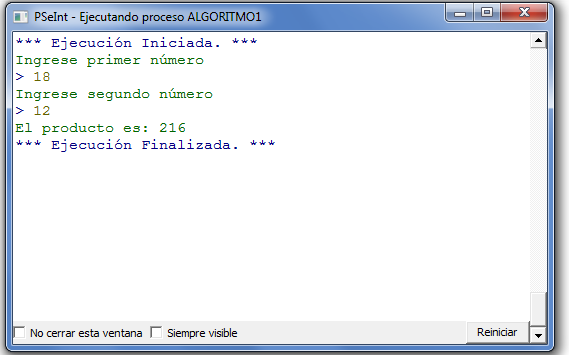 PSeInt - Ejecutando proceso ALGORITMO1
*** Ejecución Iniciada. ***
Ingrese primer número
> 18
Ingrese segundo número
> 12
El producto es: 216
*** Ejecución Finalizada. ***
No cerrar esta ventana Siempre visible Reiniciar